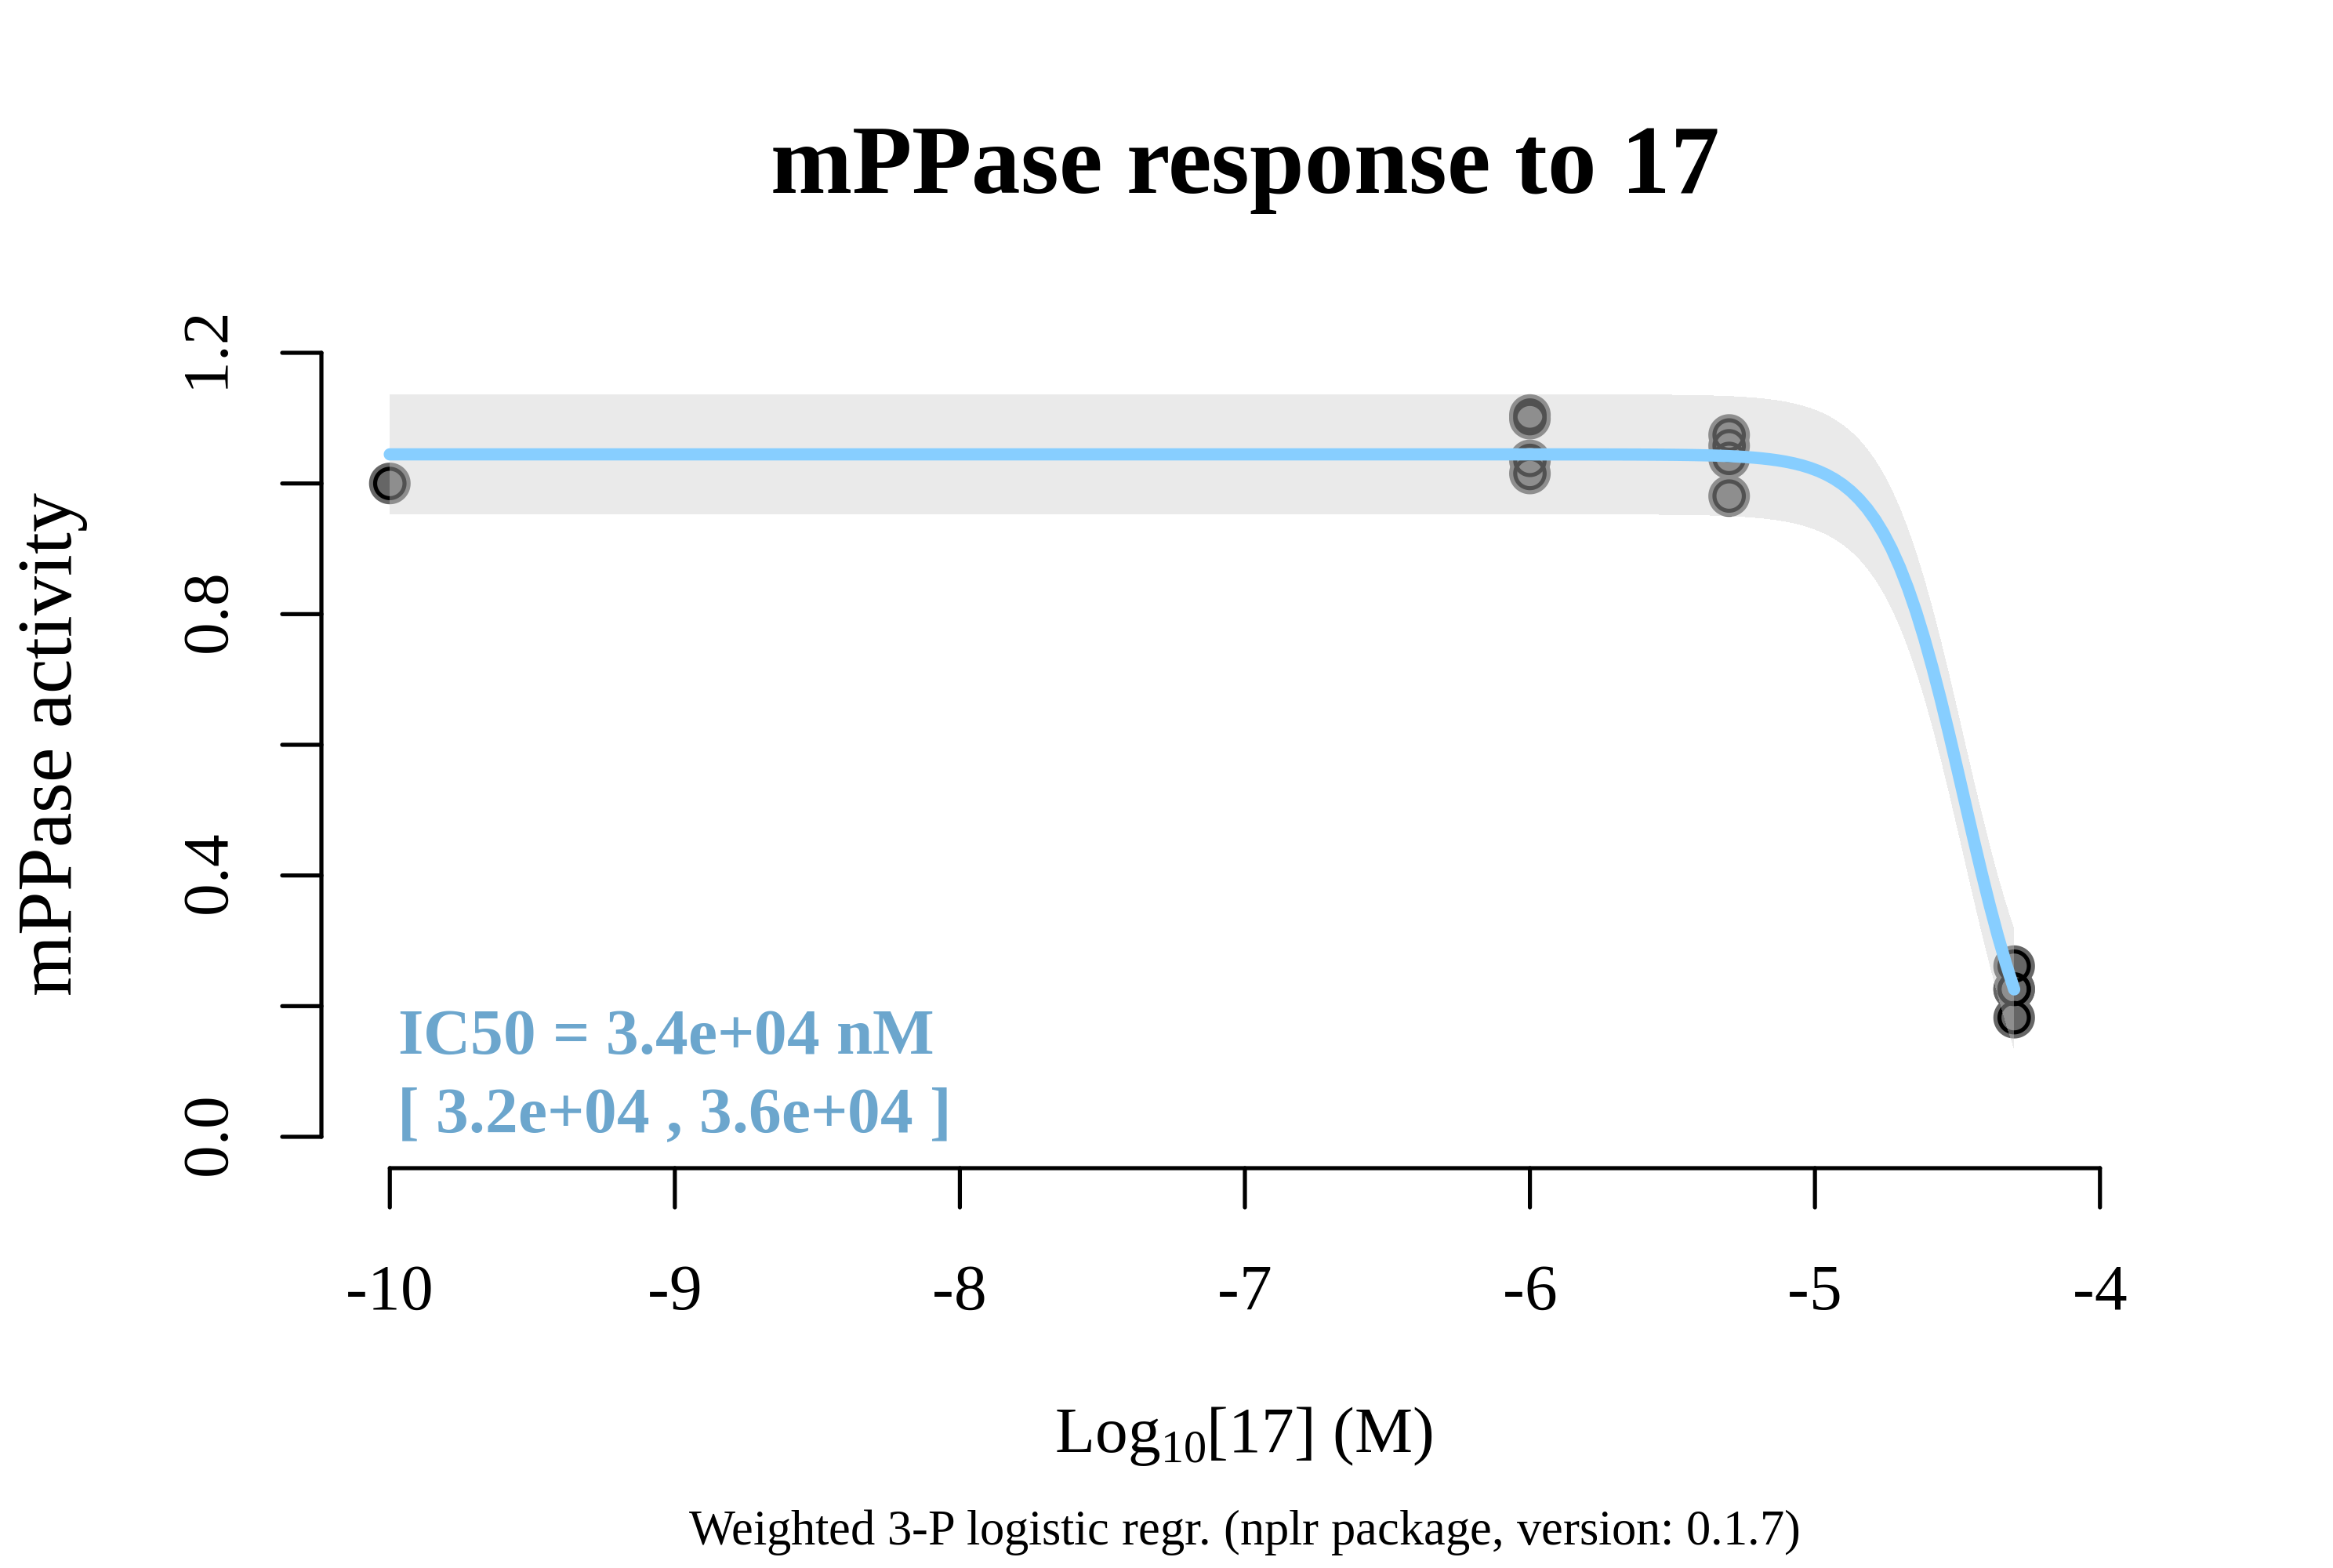 mPPase response to 17
mPPase activity
1.2
0.8
0.4
0.0
IC50 = 3.4e+04 nM
[ 3.2e+04 , 3.6e+04 ]
-10 -9 -8 -7 -6 -5 -4
Log10[17] (M)
Weighted 3-P logistic regr. (nplr package, version: 0.1.7)